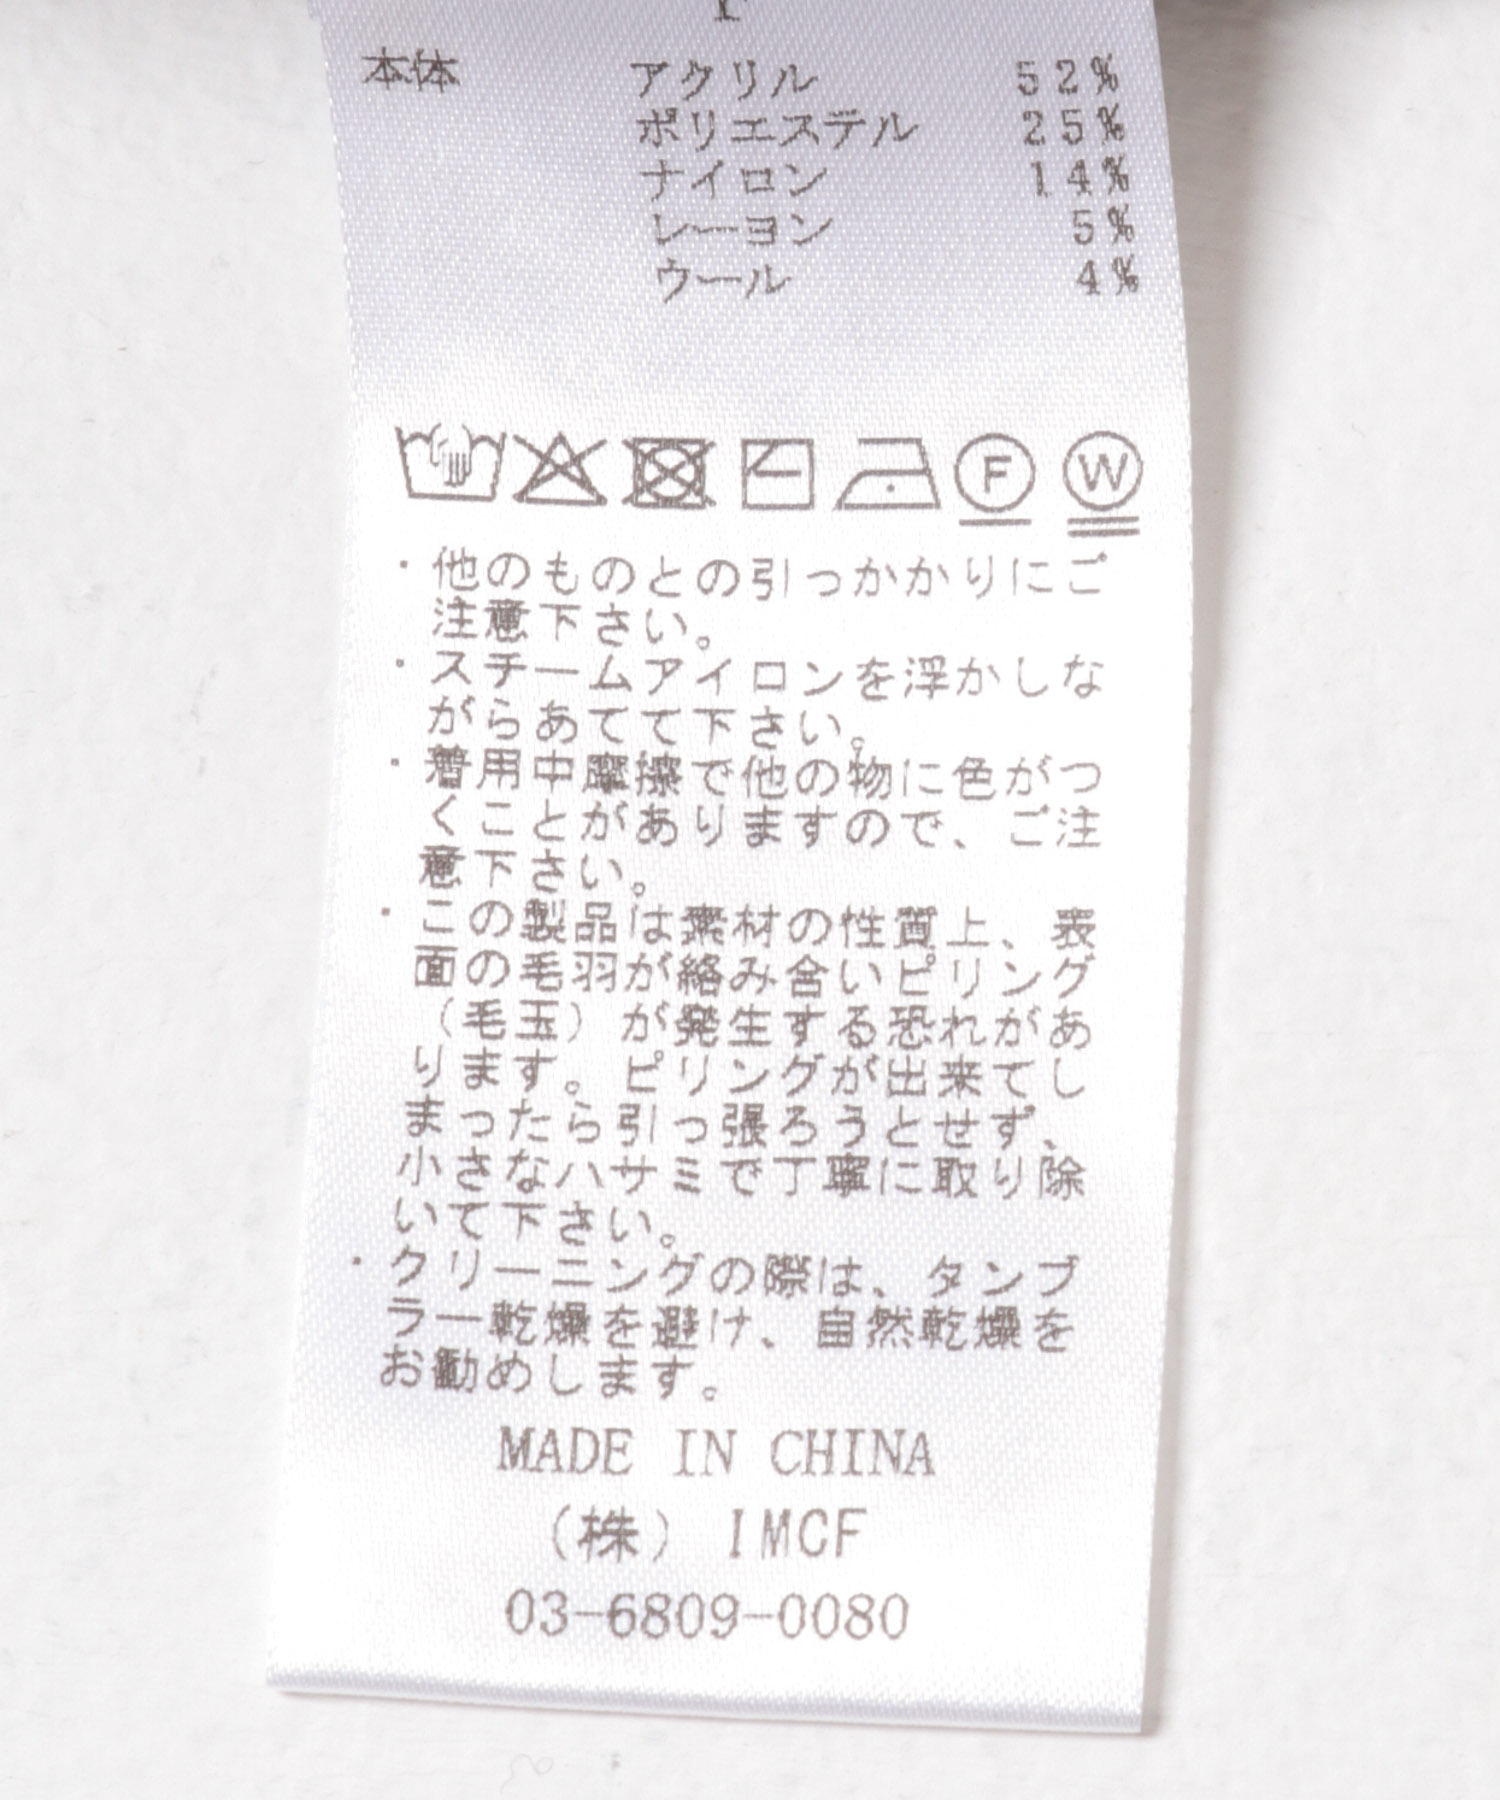 本体 アクリル 52%
ポリエステル 25%
ナイロン 14%
レーヨン 5%
ウール 4%
F W
・他のものとの引っかかりにご
注意下さい。
・スチームアイロンを浮かしな
がらあてて下さい。
・着用中摩擦で他の物に色がつ
くことがありますので、ご注
意下さい。
・この製品は素材の性質上、表
面の毛羽が絡み合いピリング
(毛玉)が発生する恐れがあ
ります。ピリングが出来てし
まったら引っ張ろうとせず、
小さなハサミで丁寧に取り除
いて下さい。
・クリーニングの際は、タンブ
ラー乾燥を避け、自然乾燥を
お勧めします。
MADE IN CHINA
(株) IMCF
03-6809-0080